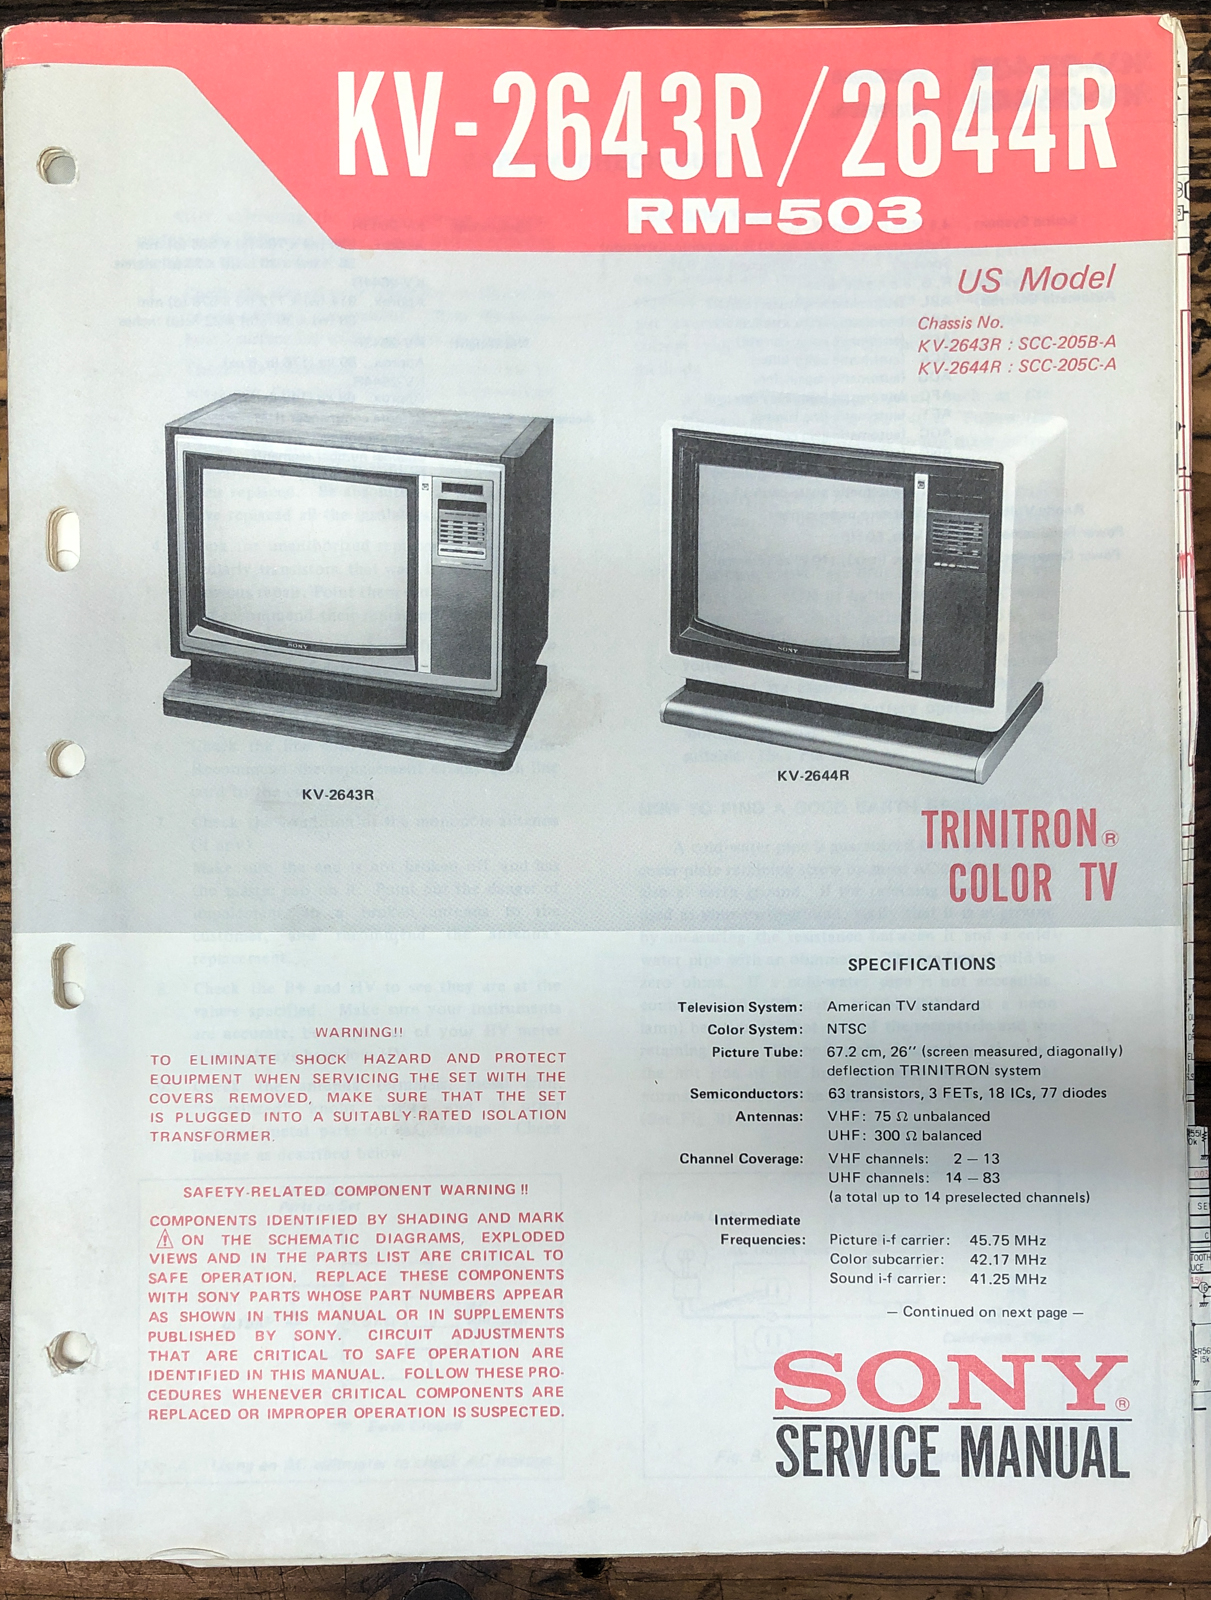 KV-2643R/2644R
RM-503
US Model
Chassis No.
KV-2643R : SCC-205B-A
KV-2644R : SCC-205C-A
SONY
SONY
KV-2643R
KV-2644R
TRINITRON®
COLOR TV
WARNING!!
TO ELIMINATE SHOCK HAZARD AND PROTECT
EQUIPMENT WHEN SERVICING THE SET WITH THE
COVERS REMOVED, MAKE SURE THAT THE SET
IS PLUGGED INTO A SUITABLY-RATED ISOLATION
TRANSFORMER.
SAFETY-RELATED COMPONENT WARNING!!
COMPONENTS IDENTIFIED BY SHADING AND MARK
⚠ ON THE SCHEMATIC DIAGRAMS, EXPLODED
VIEWS AND IN THE PARTS LIST ARE CRITICAL TO
SAFE OPERATION. REPLACE THESE COMPONENTS
WITH SONY PARTS WHOSE PART NUMBERS APPEAR
AS SHOWN IN THIS MANUAL OR IN SUPPLEMENTS
PUBLISHED BY SONY. CIRCUIT ADJUSTMENTS
THAT ARE CRITICAL TO SAFE OPERATION ARE
IDENTIFIED IN THIS MANUAL. FOLLOW THESE PRO-
CEDURES WHENEVER CRITICAL COMPONENTS ARE
REPLACED OR IMPROPER OPERATION IS SUSPECTED.
SPECIFICATIONS
Television System: American TV standard
Color System: NTSC
Picture Tube: 67.2 cm, 26'' (screen measured, diagonally)
deflection TRINITRON system
Semiconductors: 63 transistors, 3 FETs, 18 ICs, 77 diodes
Antennas: VHF: 75 Ω unbalanced
UHF: 300 Ω balanced
Channel Coverage: VHF channels: 2 – 13
UHF channels: 14 – 83
(a total up to 14 preselected channels)
Intermediate
Frequencies: Picture i-f carrier: 45.75 MHz
Color subcarrier: 42.17 MHz
Sound i-f carrier: 41.25 MHz
– Continued on next page –
SONY®
SERVICE MANUAL